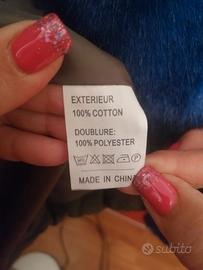 EXTERIEUR
100% COTTON
DOUBLURE:
100% POLYESTER
MADE IN CHINA
subito